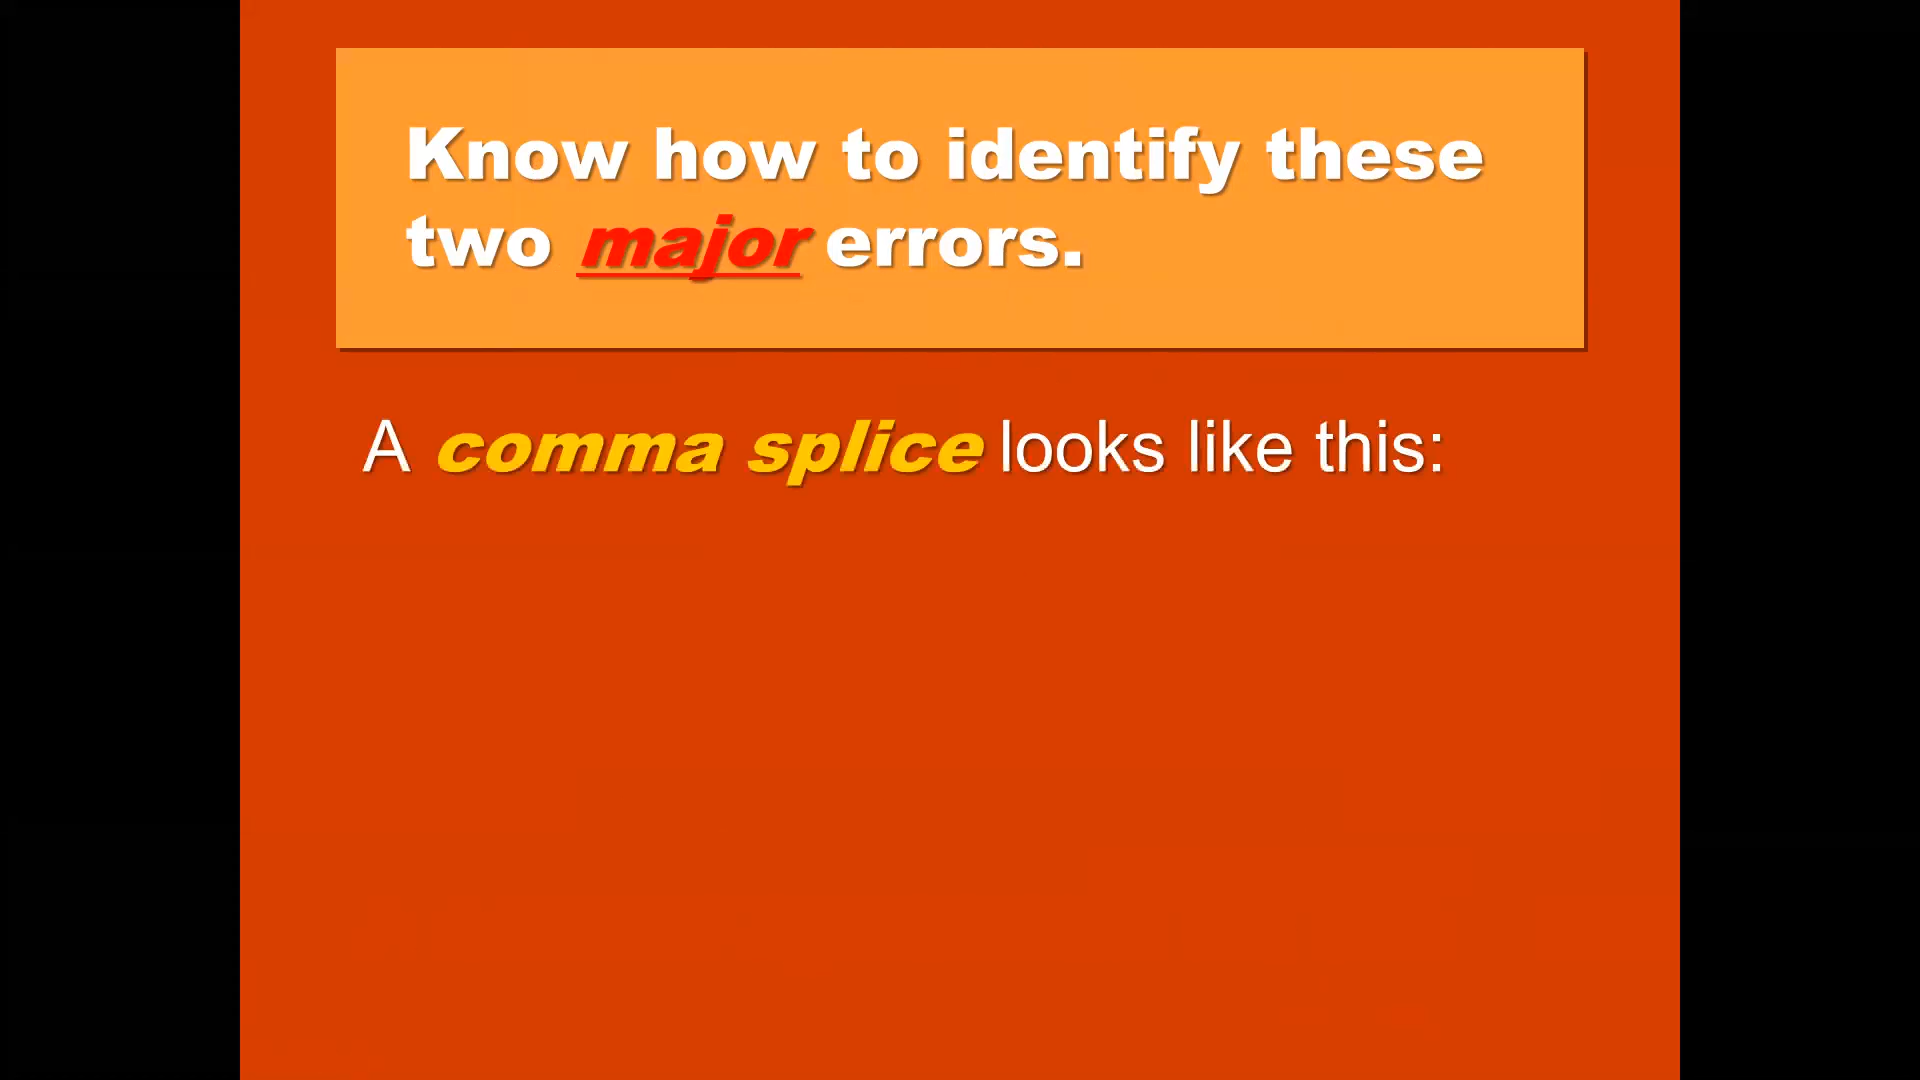 Know how to identify these
two major errors.
A comma splice looks like this: